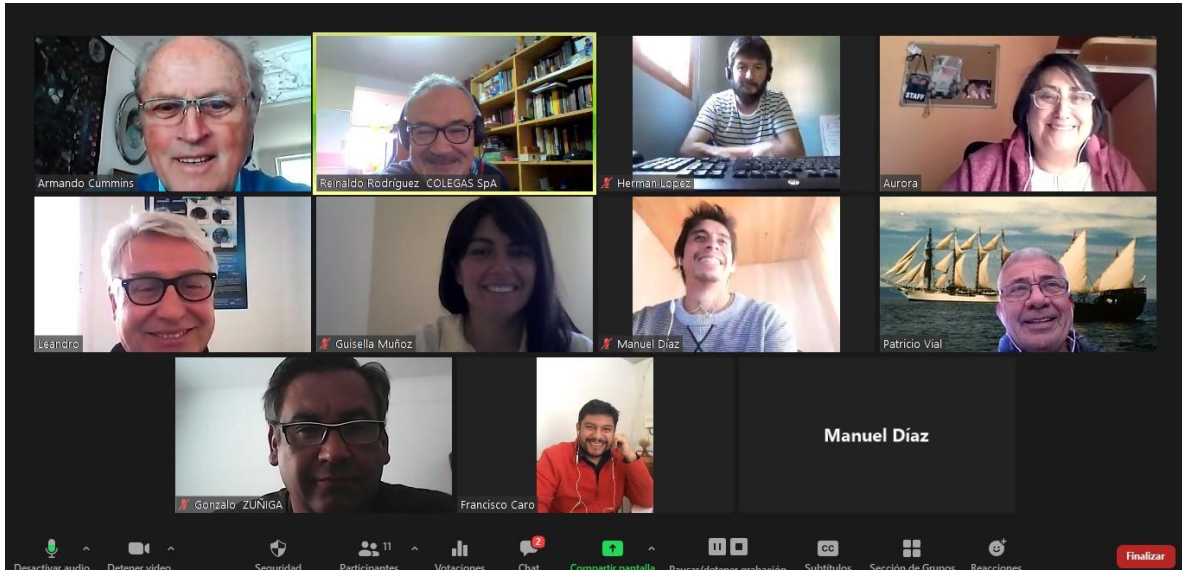 STAFF
Armando Cummins
Reinaldo Rodríguez COLEGAS SpA
Herman Lopez
Aurora
Leandro
Guisella Muñoz
Manuel Díaz
Patricio Vial
Gonzalo ZUÑIGA
Francisco Caro
Manuel Díaz
Desactivar audio
Detener video
Seguridad
11
Participantes
Votaciones
2
Chat
Compartir pantalla
Pausar/detener grabación
CC
Subtítulos
Sección de Grupos
Reacciones
Finalizar